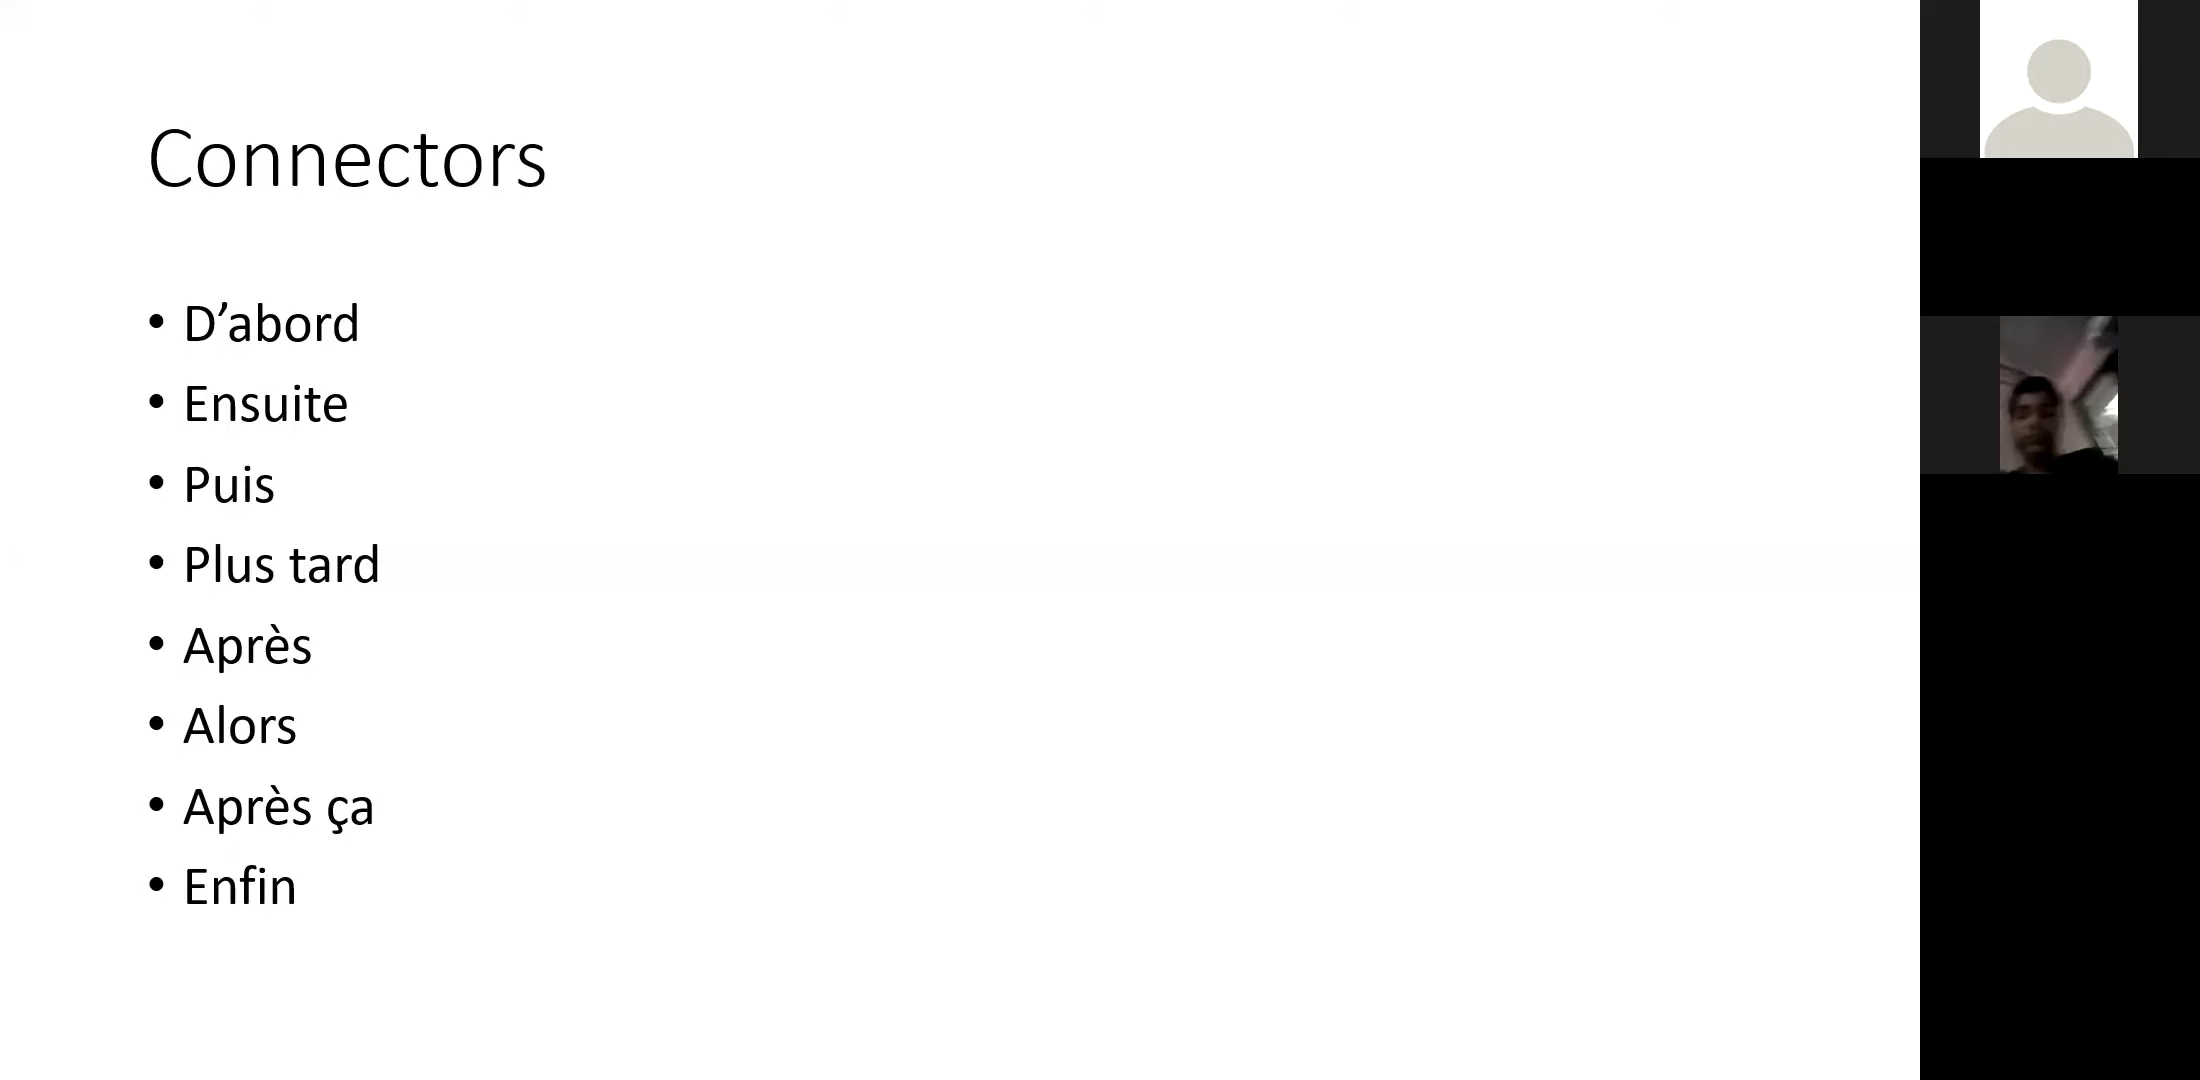 Connectors
• D’abord
• Ensuite
• Puis
• Plus tard
• Après
• Alors
• Après ça
• Enfin